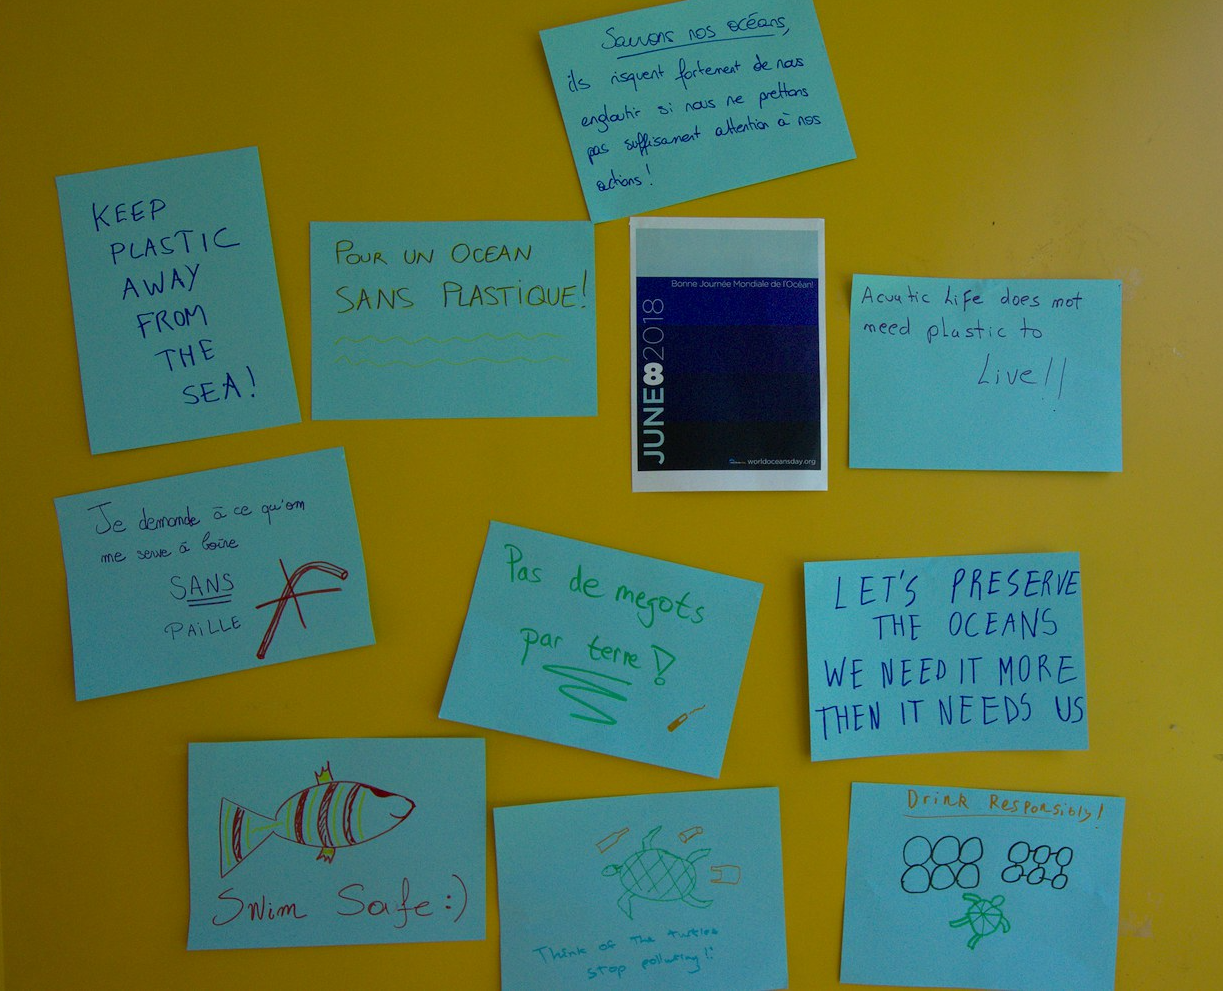 Sauvons nos océans,
ils risquent fortement de nous
engloutir si nous ne prettons
pas suffisament attention à nos
actions!
KEEP
PLASTIC
AWAY
FROM
THE
SEA!
POUR UN OCEAN
SANS PLASTIQUE!
Bonne Journée Mondiale de l'Océan!
JUNE82018
worldoceansday.org
Acuatic Life does not
need plastic to
Live!!
Je demande à ce qu'on
me serve à boire
SANS
PAILLE
Pas de megots
par terre!
LET'S PRESERVE
THE OCEANS
WE NEED IT MORE
THEN IT NEEDS US
Swim Safe:)
Think of the turtles
stop polluting!!
Drink Responsibly!